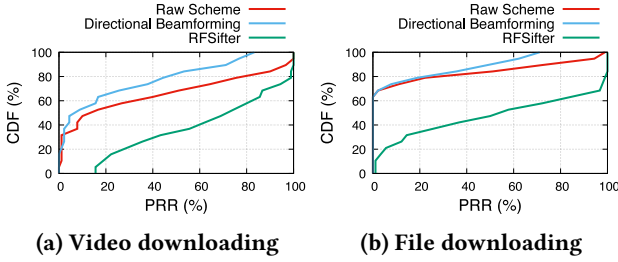 Raw Scheme
Directional Beamforming
RFSifter
CDF (%)
100
80
60
40
20
0
0 20 40 60 80 100
PRR (%)
(a) Video downloading
Raw Scheme
Directional Beamforming
RFSifter
CDF (%)
100
80
60
40
20
0
0 20 40 60 80 100
PRR (%)
(b) File downloading